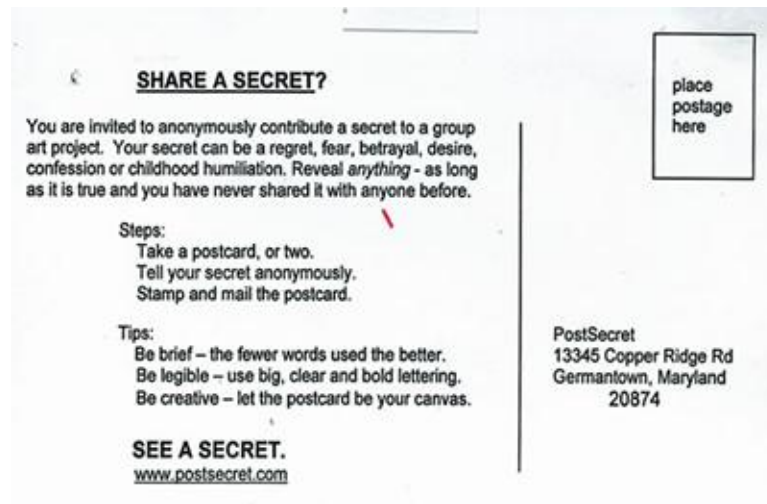 SHARE A SECRET?
You are invited to anonymously contribute a secret to a group
art project. Your secret can be a regret, fear, betrayal, desire,
confession or childhood humiliation. Reveal anything - as long
as it is true and you have never shared it with anyone before.
Steps:
Take a postcard, or two.
Tell your secret anonymously.
Stamp and mail the postcard.
Tips:
Be brief – the fewer words used the better.
Be legible – use big, clear and bold lettering.
Be creative – let the postcard be your canvas.
SEE A SECRET.
www.postsecret.com
place
postage
here
PostSecret
13345 Copper Ridge Rd
Germantown, Maryland
20874